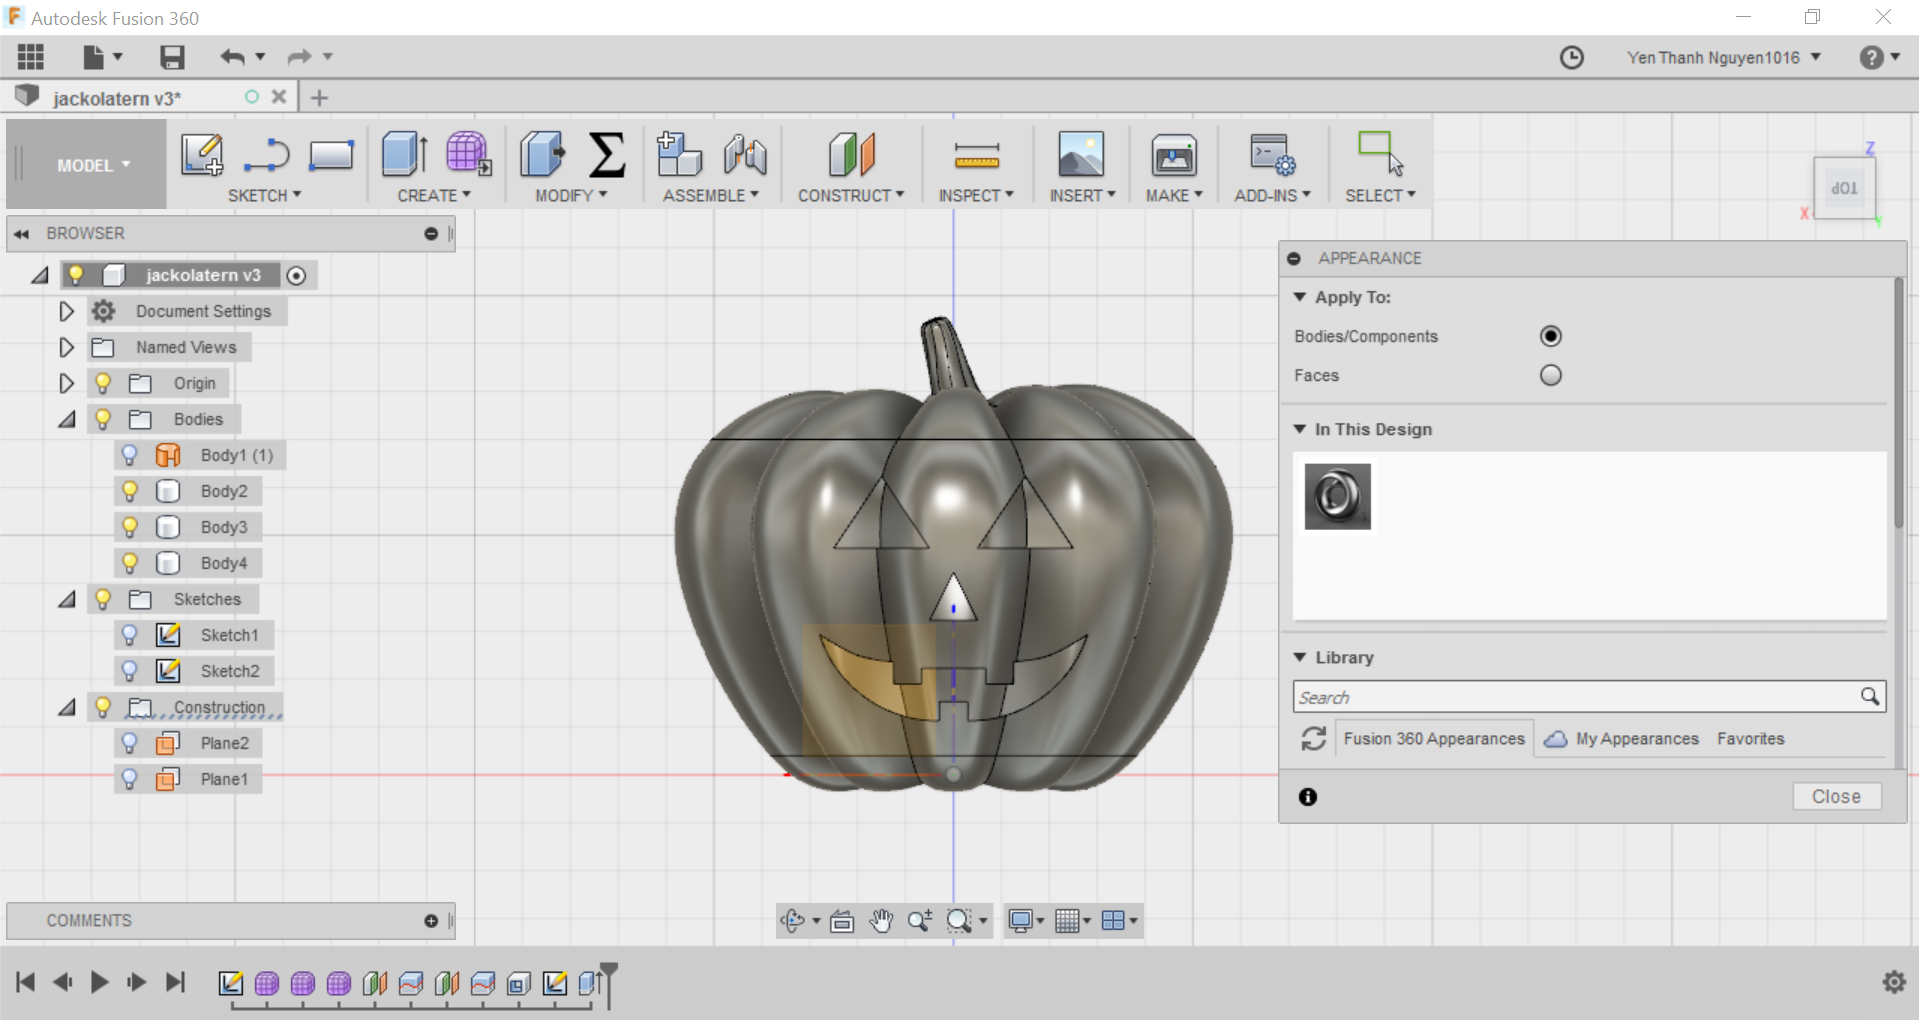 Autodesk Fusion 360
Yen Thanh Nguyen1016
jackolatern v3*
MODEL
SKETCH
CREATE
MODIFY
ASSEMBLE
CONSTRUCT
INSPECT
INSERT
MAKE
ADD-INS
SELECT
Z
TOP
X
Y
BROWSER
jackolatern v3
Document Settings
Named Views
Origin
Bodies
Body1 (1)
Body2
Body3
Body4
Sketches
Sketch1
Sketch2
Construction
Plane2
Plane1
APPEARANCE
Apply To:
Bodies/Components
Faces
In This Design
Library
Search
Fusion 360 Appearances
My Appearances
Favorites
Close
COMMENTS